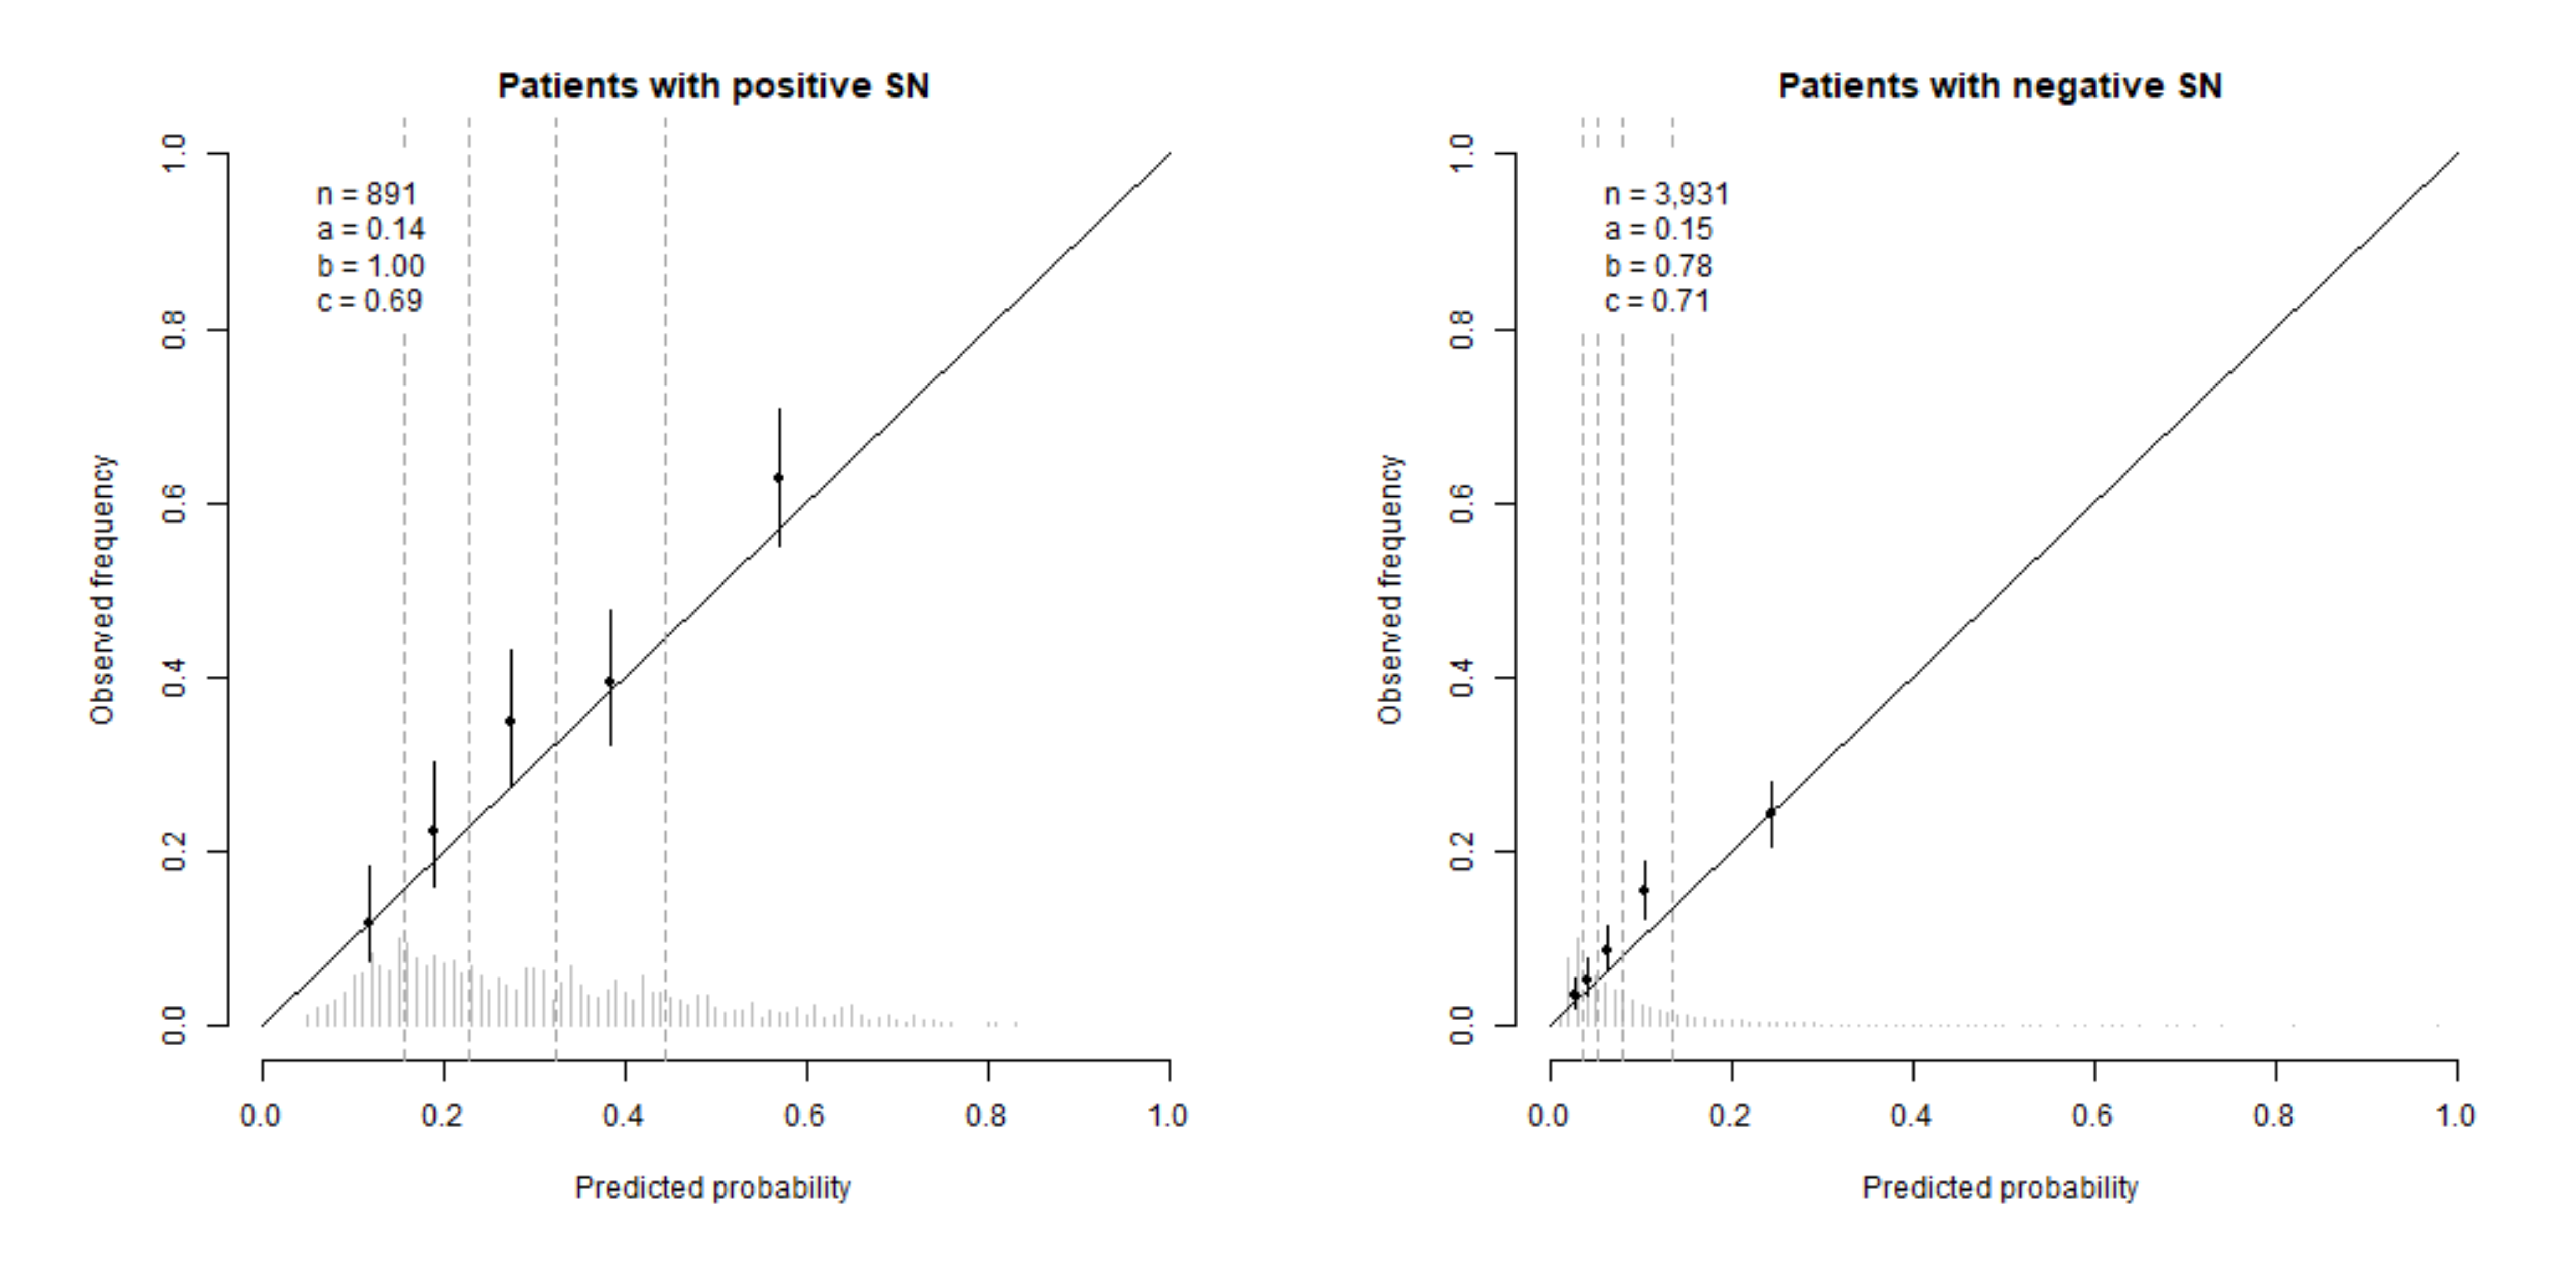 Patients with positive SN
n = 891
a = 0.14
b = 1.00
c = 0.69
Observed frequency
1.0
0.8
0.6
0.4
0.2
0.0
0.0 0.2 0.4 0.6 0.8 1.0
Predicted probability
Patients with negative SN
n = 3,931
a = 0.15
b = 0.78
c = 0.71
Observed frequency
1.0
0.8
0.6
0.4
0.2
0.0
0.0 0.2 0.4 0.6 0.8 1.0
Predicted probability